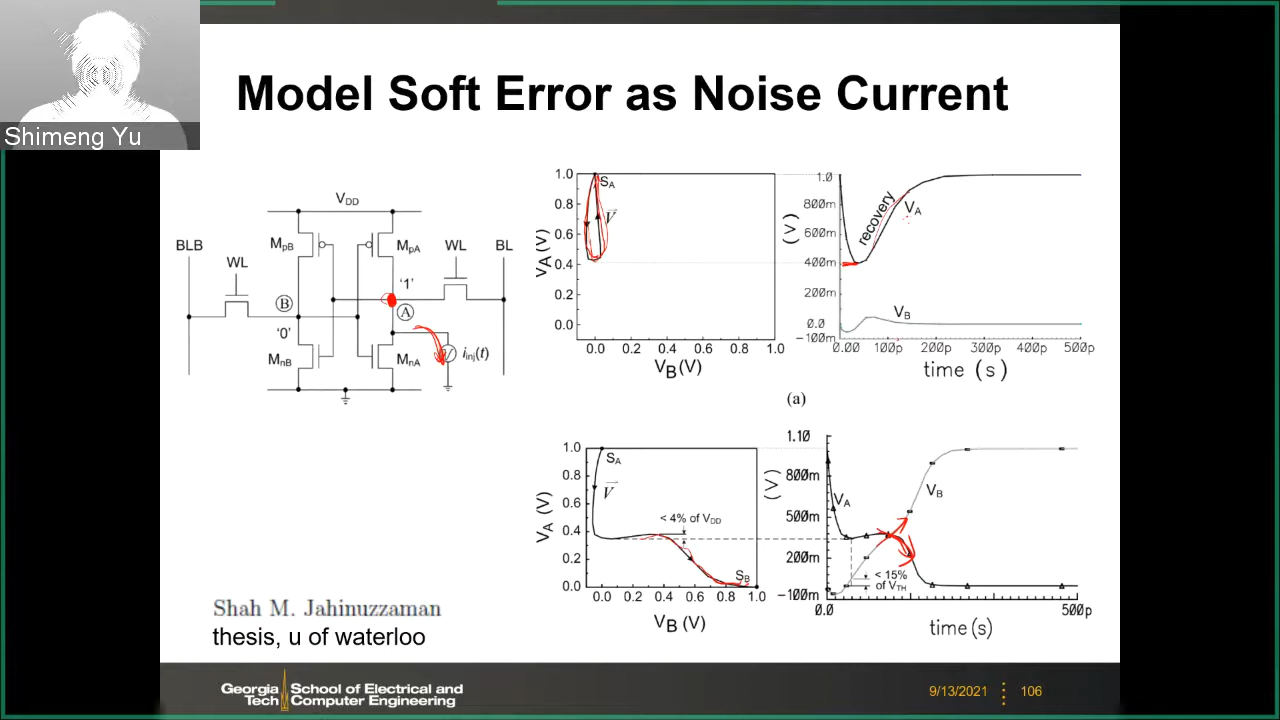 Shimeng Yu
Model Soft Error as Noise Current
VDD
BLB
MpB
MpA
WL
WL
BL
'1'
B
A
'0'
MnB
MnA
iinj(t)
1.0
0.8
0.6
0.4
0.2
0.0
VA(V)
SA
V
0.0 0.2 0.4 0.6 0.8 1.0
VB(V)
(V)
1.0
800m
600m
400m
200m
0.0
-100m
recovery
VA
VB
0.00 100p 200p 300p 400p 500p
time (s)
(a)
1.0
0.8
0.6
0.4
0.2
0.0
VA (V)
SA
V
< 4% of VDD
SB
0.0 0.2 0.4 0.6 0.8 1.0
VB (V)
(V)
1.10
800m
500m
200m
-100m
VA
VB
< 15%
of VTH
0.0 500p
time(s)
Shah M. Jahinuzzaman
thesis, u of waterloo
Georgia Tech School of Electrical and Computer Engineering
9/13/2021 106